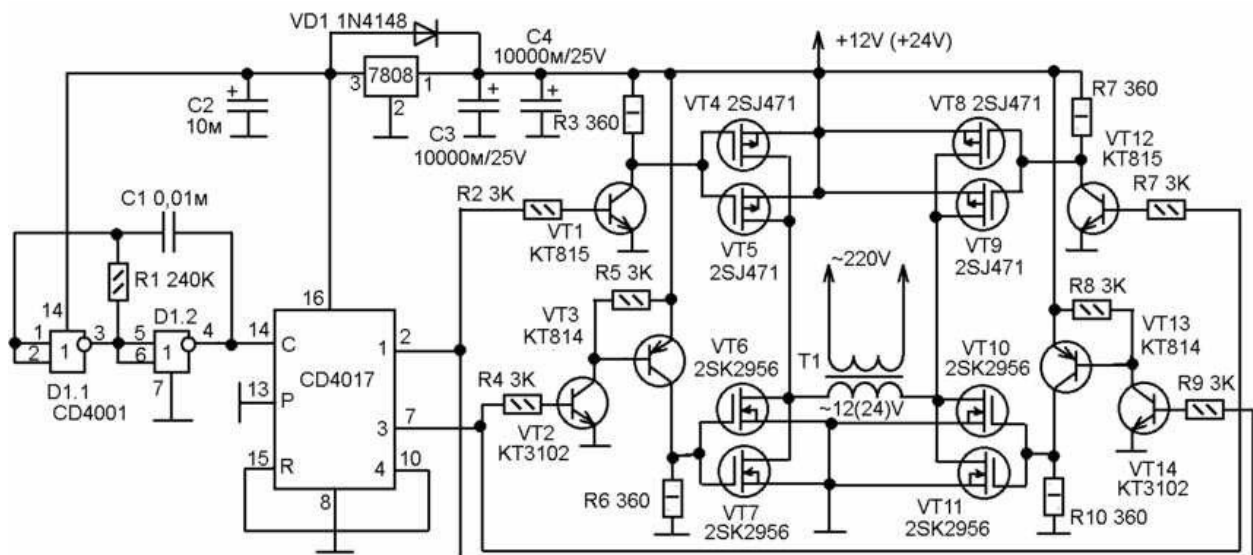 VD1 1N4148
C4
10000м/25V
+12V (+24V)
3 7808 1
2
C2
10м
C3
10000м/25V
R3 360
VT4 2SJ471
VT8 2SJ471
R7 360
VT12
KT815
R7 3K
C1 0,01м
R2 3K
VT1
KT815
VT5
2SJ471
VT9
2SJ471
R1 240K
R5 3K
~220V
R8 3K
14
D1.2
16
VT3
KT814
VT13
KT814
1 3 5 4 14 C 1 2
2 1 6 1
VT6
2SK2956
T1
VT10
2SK2956
D1.1
CD4001
7
CD4017
13 P
R4 3K
~12(24)V
R9 3K
3 7
VT2
KT3102
15 R 4 10
8
R6 360
VT7
2SK2956
VT11
2SK2956
VT14
KT3102
R10 360